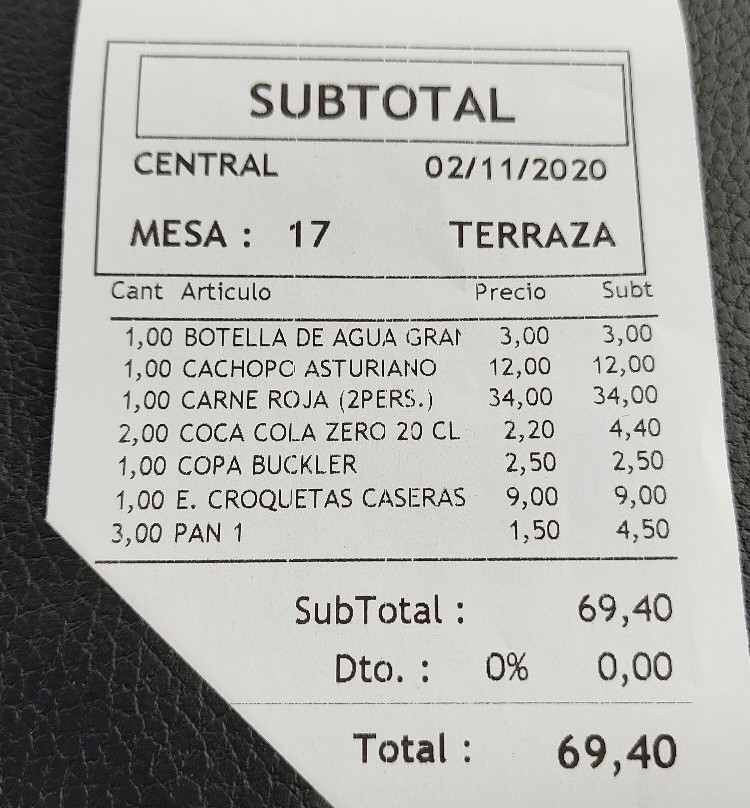 SUBTOTAL
CENTRAL 02/11/2020
MESA : 17 TERRAZA
Cant Articulo Precio Subt
1,00 BOTELLA DE AGUA GRAN 3,00 3,00
1,00 CACHOPO ASTURIANO 12,00 12,00
1,00 CARNE ROJA (2PERS.) 34,00 34,00
2,00 COCA COLA ZERO 20 CL 2,20 4,40
1,00 COPA BUCKLER 2,50 2,50
1,00 E. CROQUETAS CASERAS 9,00 9,00
3,00 PAN 1 1,50 4,50
SubTotal : 69,40
Dto. : 0% 0,00
Total : 69,40